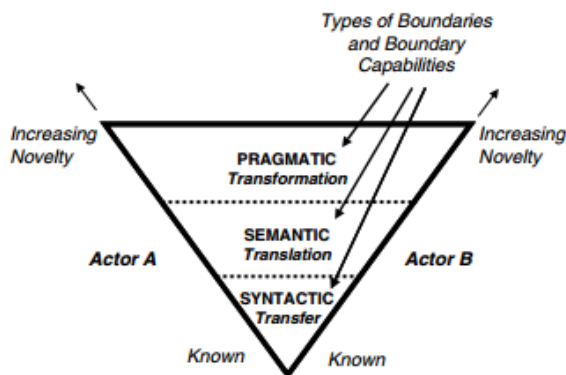 Types of Boundaries
and Boundary
Capabilities
Increasing
Novelty
Increasing
Novelty
PRAGMATIC
Transformation
SEMANTIC
Translation
Actor A
Actor B
SYNTACTIC
Transfer
Known
Known